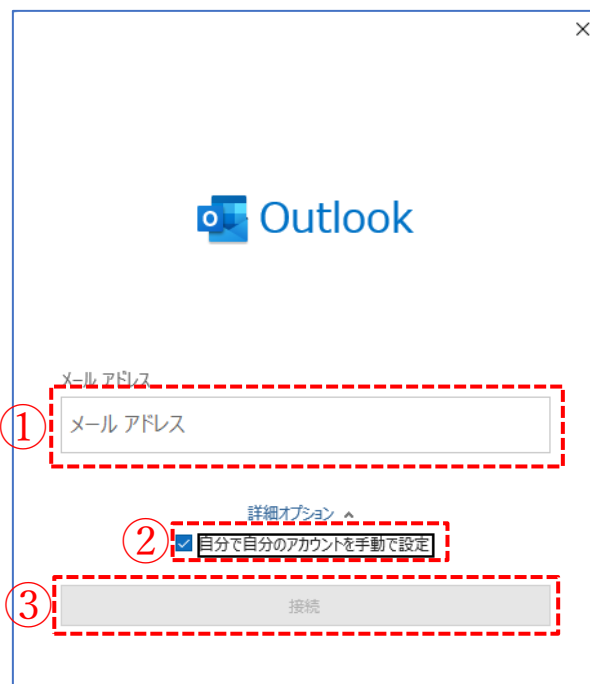 Outlook
メール アドレス
① メール アドレス
詳細オプション
② 自分で自分のアカウントを手動で設定
③ 接続